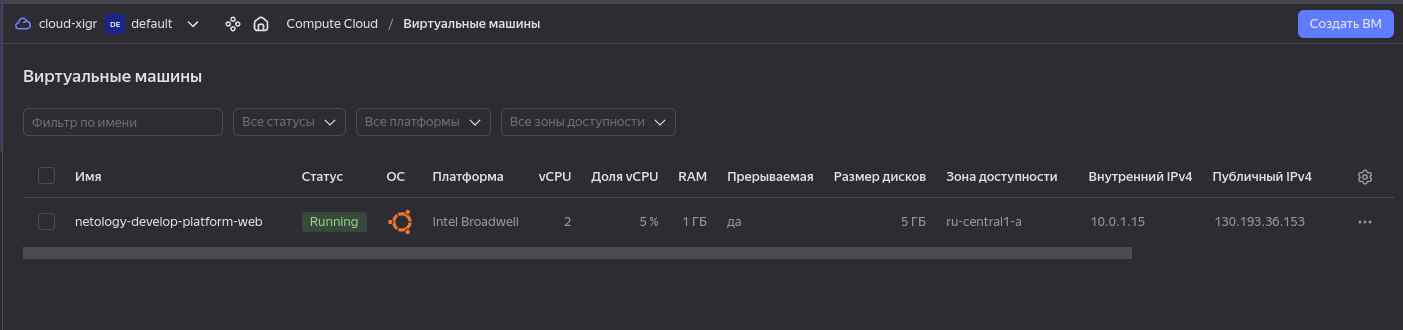 cloud-xigr DE default Compute Cloud / Виртуальные машины Создать ВМ
Виртуальные машины
Фильтр по имени Все статусы Все платформы Все зоны доступности
Имя Статус ОС Платформа vCPU Доля vCPU RAM Прерываемая Размер дисков Зона доступности Внутренний IPv4 Публичный IPv4
netology-develop-platform-web Running Intel Broadwell 2 5 % 1 ГБ да 5 ГБ ru-central1-a 10.0.1.15 130.193.36.153